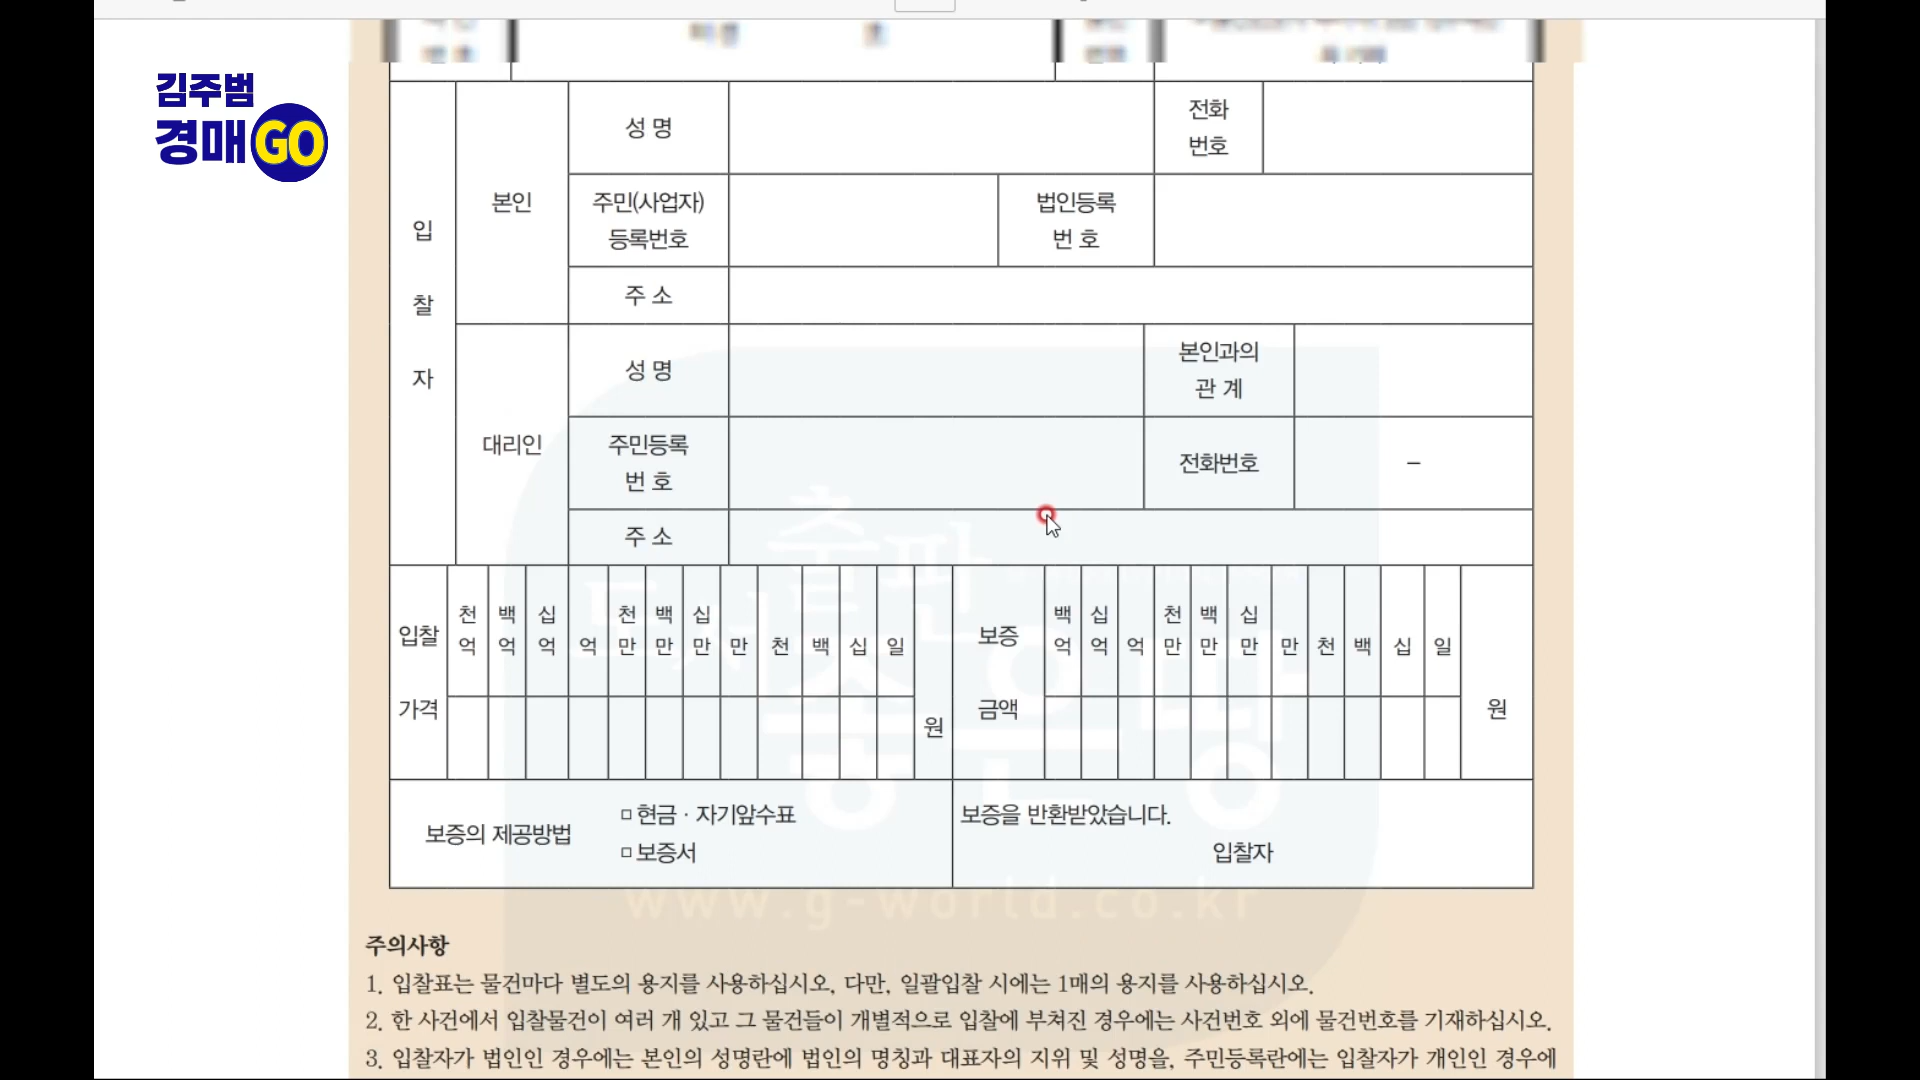 김주범
경매GO
입찰자
본인
성 명
전화
번호
주민(사업자)
등록번호
법인등록
번 호
주 소
대리인
성 명
본인과의
관 계
주민등록
번 호
전화번호
–
주 소
입찰
가격
천억 백억 십억 억 천만 백만 십만 만 천 백 십 일
원
보증
금액
백억 십억 억 천만 백만 십만 만 천 백 십 일
원
보증의 제공방법
□ 현금 · 자기앞수표
□ 보증서
보증을 반환받았습니다.
입찰자
도서출판
좋은땅
www.g-world.co.kr
주의사항
1. 입찰표는 물건마다 별도의 용지를 사용하십시오, 다만, 일괄입찰 시에는 1매의 용지를 사용하십시오.
2. 한 사건에서 입찰물건이 여러 개 있고 그 물건들이 개별적으로 입찰에 부쳐진 경우에는 사건번호 외에 물건번호를 기재하십시오.
3. 입찰자가 법인인 경우에는 본인의 성명란에 법인의 명칭과 대표자의 지위 및 성명을, 주민등록란에는 입찰자가 개인인 경우에